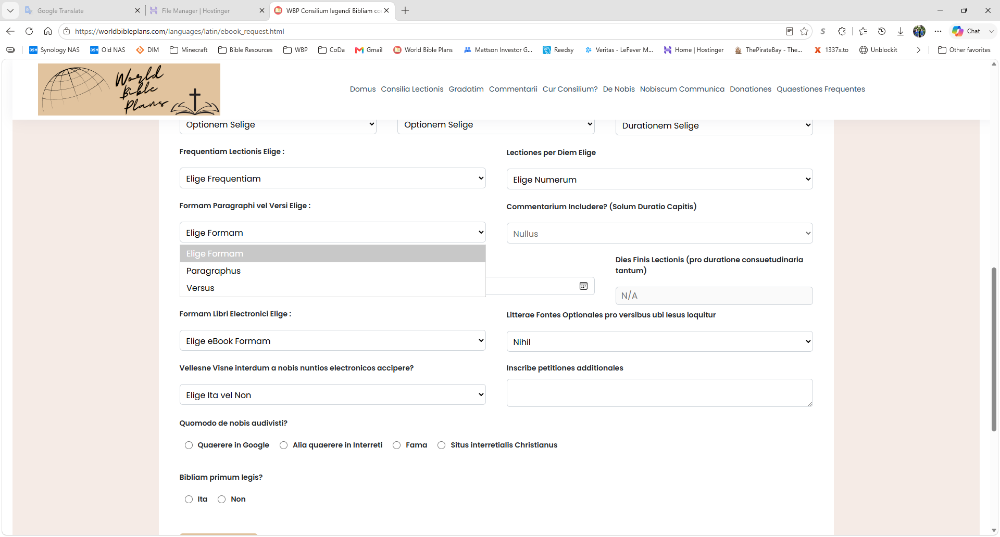 Google Translate
File Manager | Hostinger
WBP Consilium legendi Bibliam co
https://worldbibleplans.com/languages/latin/ebook_request.html
Chat
Synology NAS
Old NAS
DIM
Minecraft
Bible Resources
WBP
CoDa
Gmail
World Bible Plans
Mattson Investor G...
Reedsy
Veritas - LeFever M...
Home | Hostinger
ThePirateBay - The...
1337x.to
Unblockit
Other favorites
World
Bible
Plans
Domus Consilia Lectionis Gradatim Commentarii Cur Consilium? De Nobis Nobiscum Communica Donationes Quaestiones Frequentes
Optionem Selige
Optionem Selige
Durationem Selige
Frequentiam Lectionis Elige :
Lectiones per Diem Elige
Elige Frequentiam
Elige Numerum
Formam Paragraphi vel Versi Elige :
Commentarium Includere? (Solum Duratio Capitis)
Elige Formam
Nullus
Elige Formam
Paragraphus
Versus
Dies Finis Lectionis (pro duratione consuetudinaria
tantum)
N/A
Formam Libri Electronici Elige :
Litterae Fontes Optionales pro versibus ubi Iesus loquitur
Elige eBook Formam
Nihil
Vellesne Visne interdum a nobis nuntios electronicos accipere?
Inscribe petitiones additionales
Elige Ita vel Non
Quomodo de nobis audivisti?
Quaerere in Google
Alia quaerere in Interreti
Fama
Situs interretialis Christianus
Bibliam primum legis?
Ita
Non